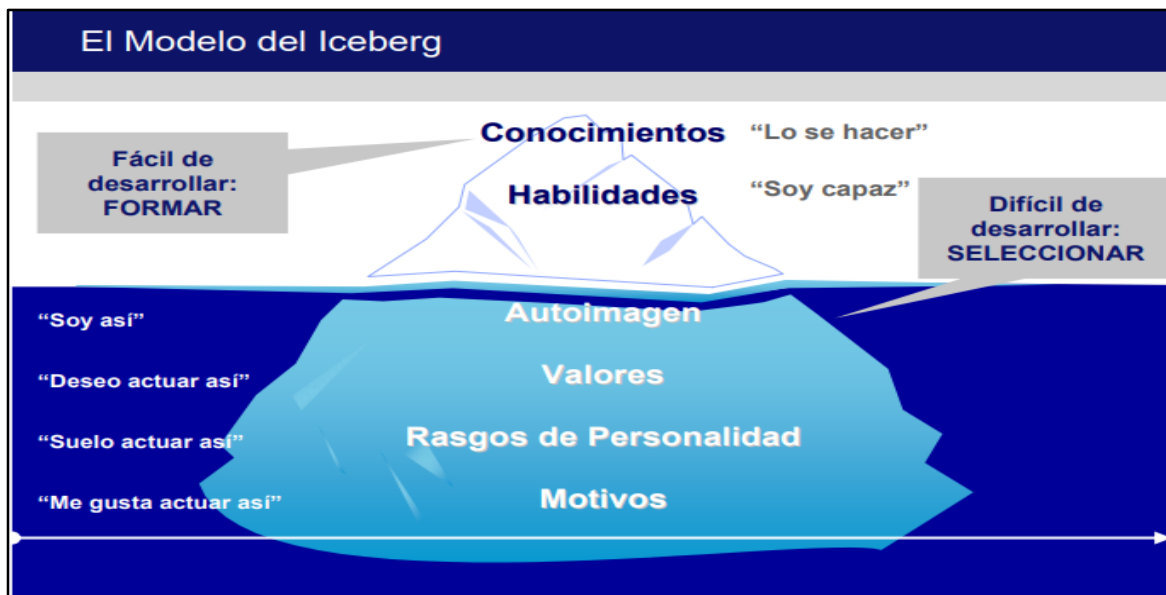 El Modelo del Iceberg
Conocimientos
“Lo se hacer”
Fácil de
desarrollar:
FORMAR
Habilidades
“Soy capaz”
Difícil de
desarrollar:
SELECCIONAR
“Soy así”
Autoimagen
“Deseo actuar así”
Valores
“Suelo actuar así”
Rasgos de Personalidad
“Me gusta actuar así”
Motivos